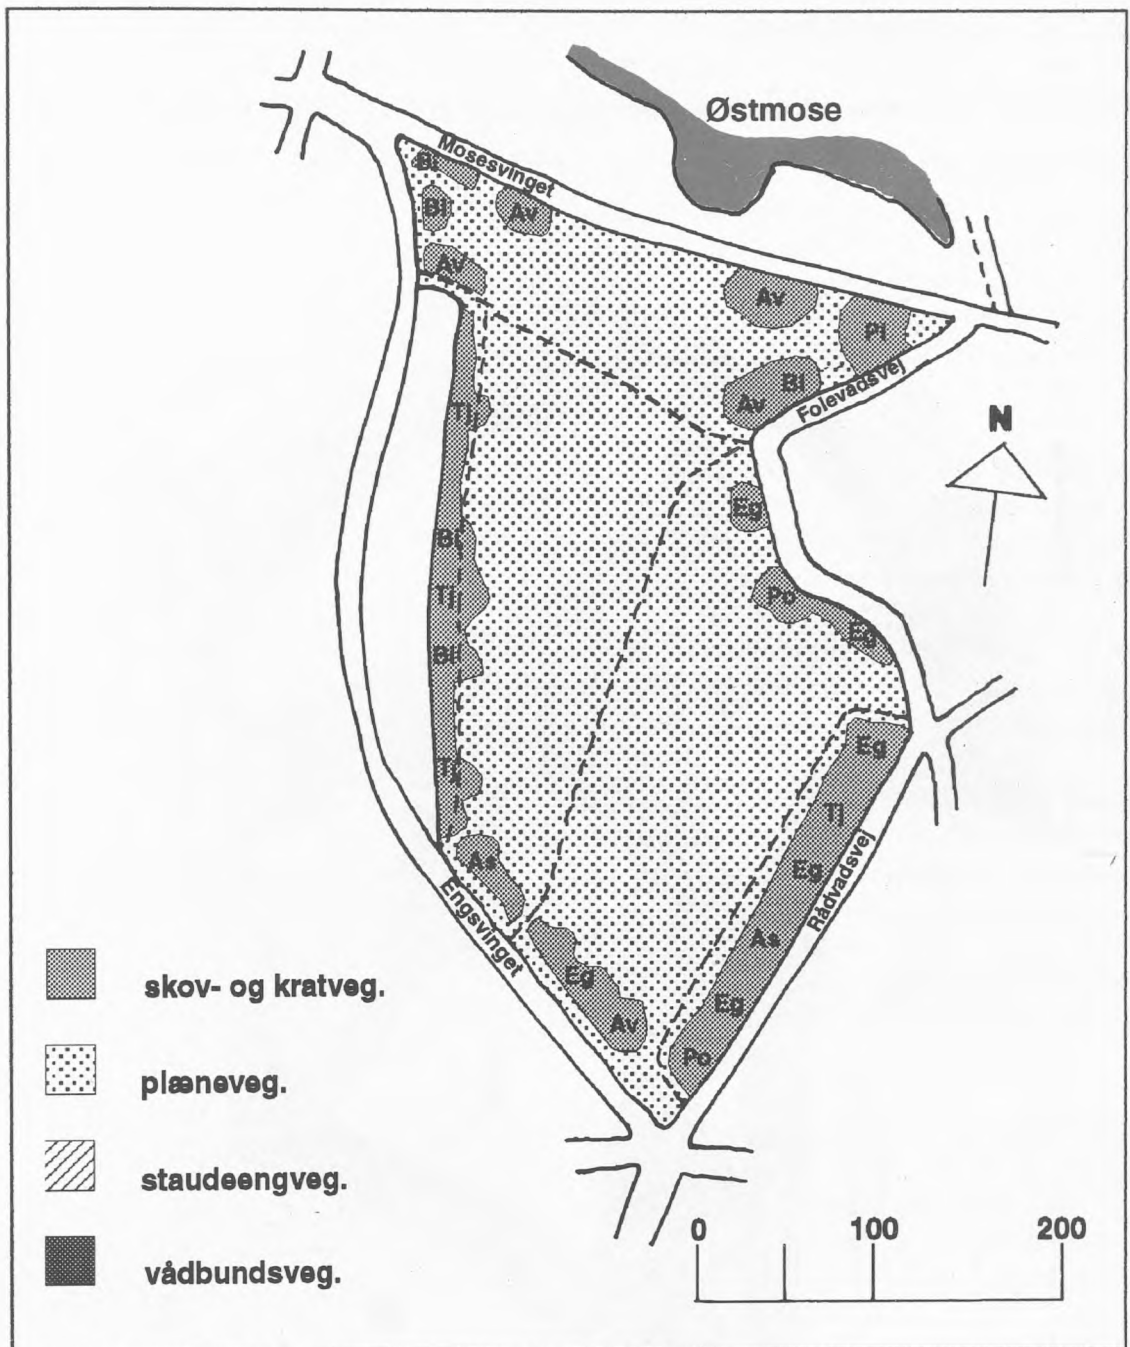 Østmose
Mosesvinget
Bl
Bl
Av
Av
Av
Pl
Bl
Av
Folevadsvej
N
Tj
Eg
Bl
Tj
Po
Eg
Bl
Eg
Tj
Tj
As
Eg
Rådvadsvej
Engsvinget
As
Eg
Eg
Av
Po
skov- og kratveg.
plæneveg.
staudeengveg.
vådbundsveg.
0 100 200